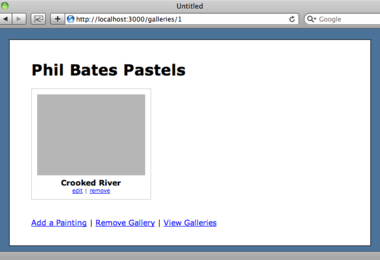 Untitled
http://localhost:3000/galleries/1
Google
Phil Bates Pastels
Crooked River
edit | remove
Add a Painting | Remove Gallery | View Galleries